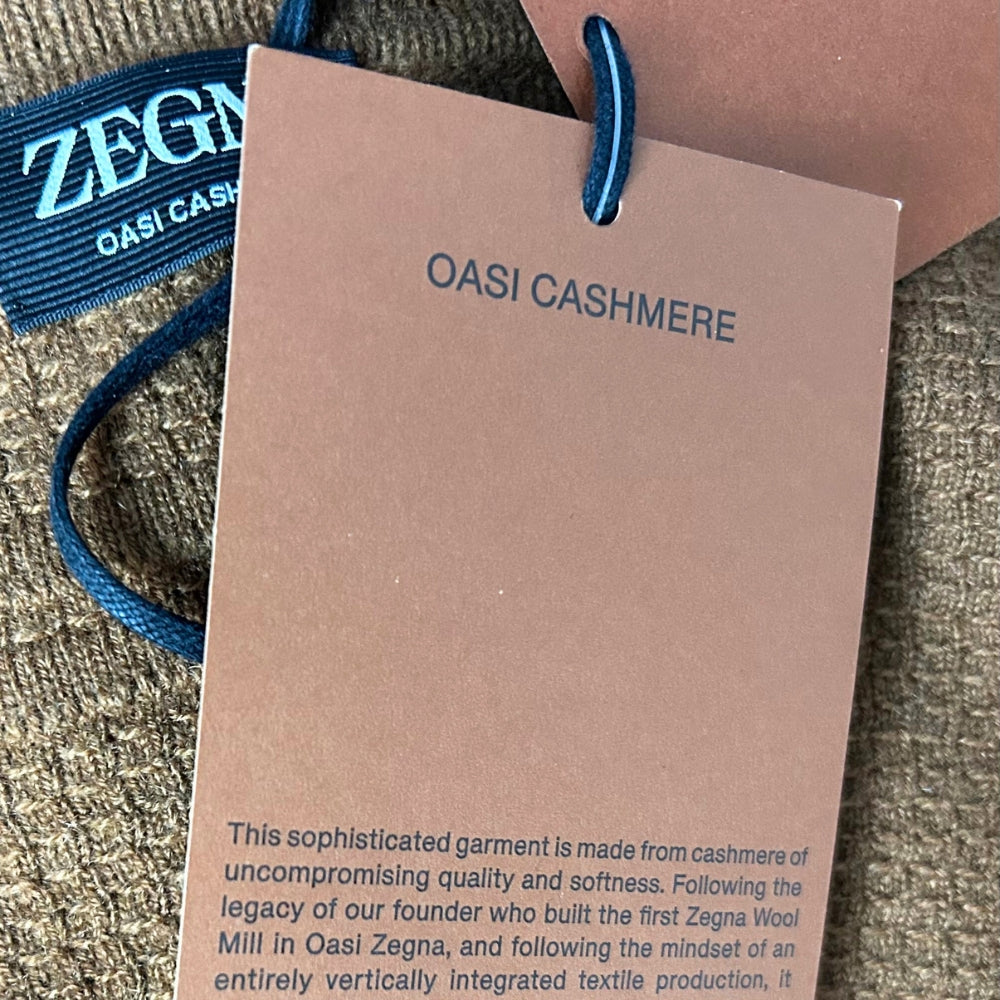 OASI CASHMERE
This sophisticated garment is made from cashmere of
uncompromising quality and softness. Following the
legacy of our founder who built the first Zegna Wool
Mill in Oasi Zegna, and following the mindset of an
entirely vertically integrated textile production, it
ZEGN
OASI CASH